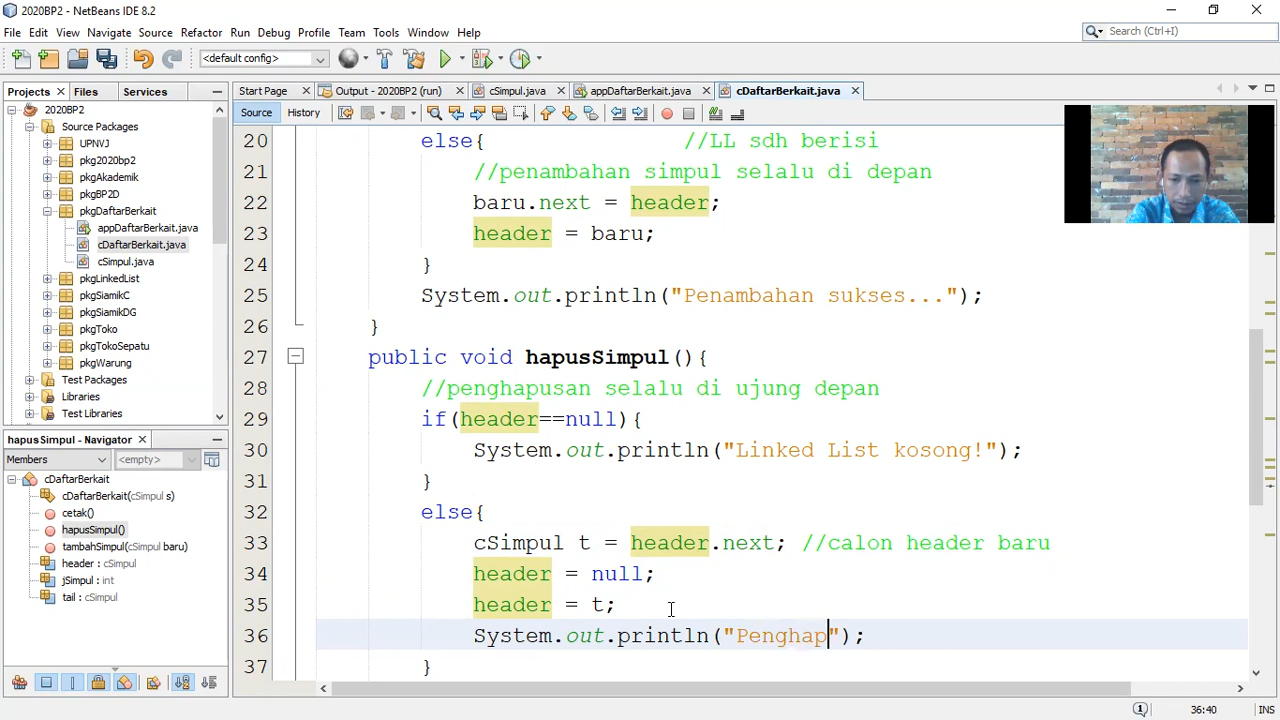 2020BP2 - NetBeans IDE 8.2
File Edit View Navigate Source Refactor Run Debug Profile Team Tools Window Help
Search (Ctrl+I)
<default config>
Projects Files Services
Start Page Output - 2020BP2 (run) cSimpul.java appDaftarBerkait.java cDaftarBerkait.java
Source History
2020BP2
Source Packages
UPNVJ
pkg2020bp2
pkgAkademik
pkgBP2D
pkgDaftarBerkait
appDaftarBerkait.java
cDaftarBerkait.java
cSimpul.java
pkgLinkedList
pkgSiamikC
pkgSiamikDG
pkgToko
pkgTokoSepatu
pkgWarung
Test Packages
Libraries
Test Libraries
hapusSimpul - Navigator
Members <empty>
cDaftarBerkait
cDaftarBerkait(cSimpul s)
cetak()
hapusSimpul()
tambahSimpul(cSimpul baru)
header : cSimpul
jSimpul : int
tail : cSimpul
20 else{ //LL sdh berisi
21 //penambahan simpul selalu di depan
22 baru.next = header;
23 header = baru;
24 }
25 System.out.println("Penambahan sukses...");
26 }
27 public void hapusSimpul(){
28 //penghapusan selalu di ujung depan
29 if(header==null){
30 System.out.println("Linked List kosong!");
31 }
32 else{
33 cSimpul t = header.next; //calon header baru
34 header = null;
35 header = t;
36 System.out.println("Penghap");
37 }
36:40 INS